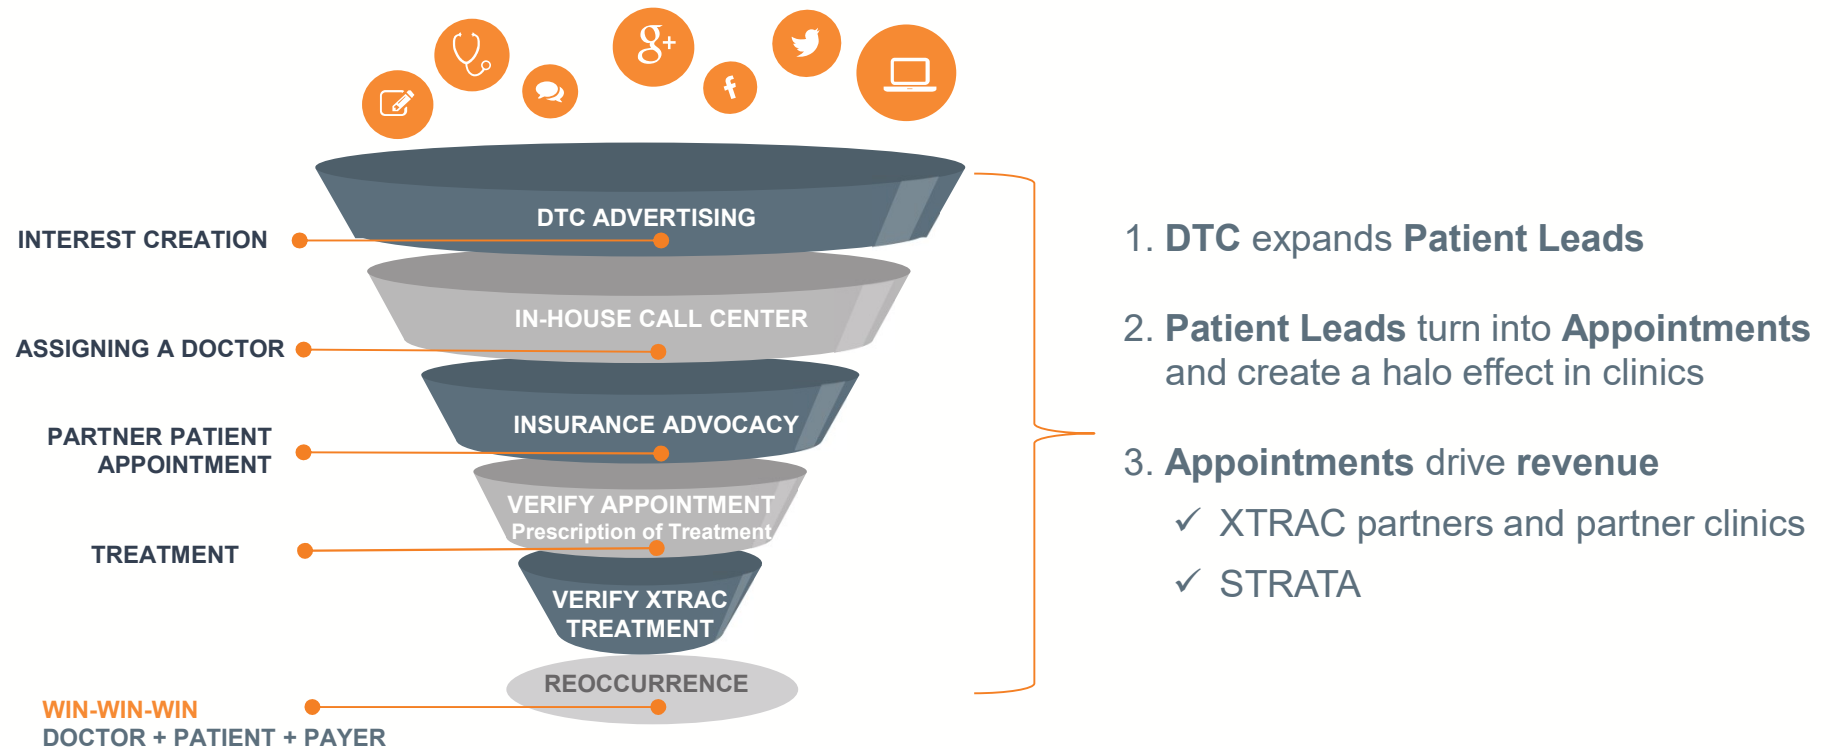 g+
f
DTC ADVERTISING
INTEREST CREATION
IN-HOUSE CALL CENTER
ASSIGNING A DOCTOR
INSURANCE ADVOCACY
PARTNER PATIENT
APPOINTMENT
VERIFY APPOINTMENT
Prescription of Treatment
TREATMENT
VERIFY XTRAC
TREATMENT
REOCCURRENCE
WIN-WIN-WIN
DOCTOR + PATIENT + PAYER
1. DTC expands Patient Leads
2. Patient Leads turn into Appointments
and create a halo effect in clinics
3. Appointments drive revenue
✓ XTRAC partners and partner clinics
✓ STRATA